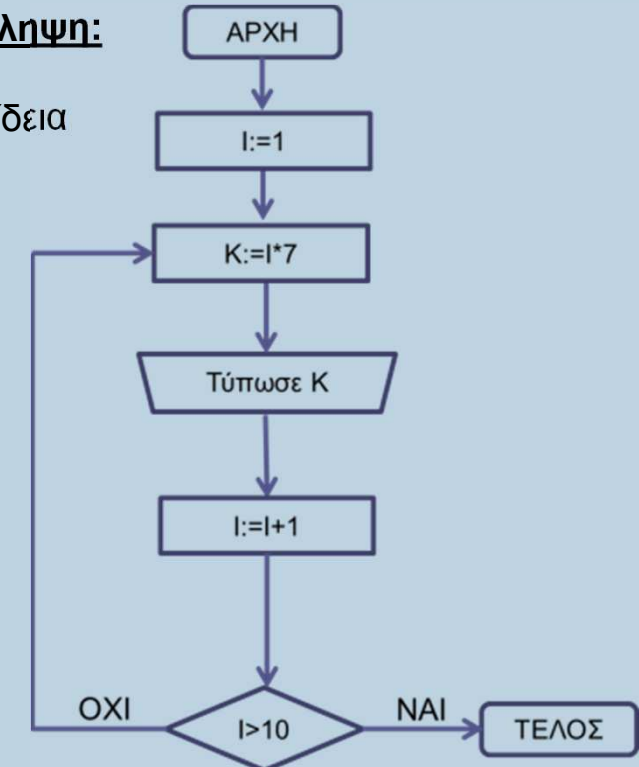 ληψη:
δεια
ΑΡΧΗ
I:=1
K:=I*7
Τύπωσε Κ
I:=I+1
I>10
ΟΧΙ
ΝΑΙ
ΤΕΛΟΣ